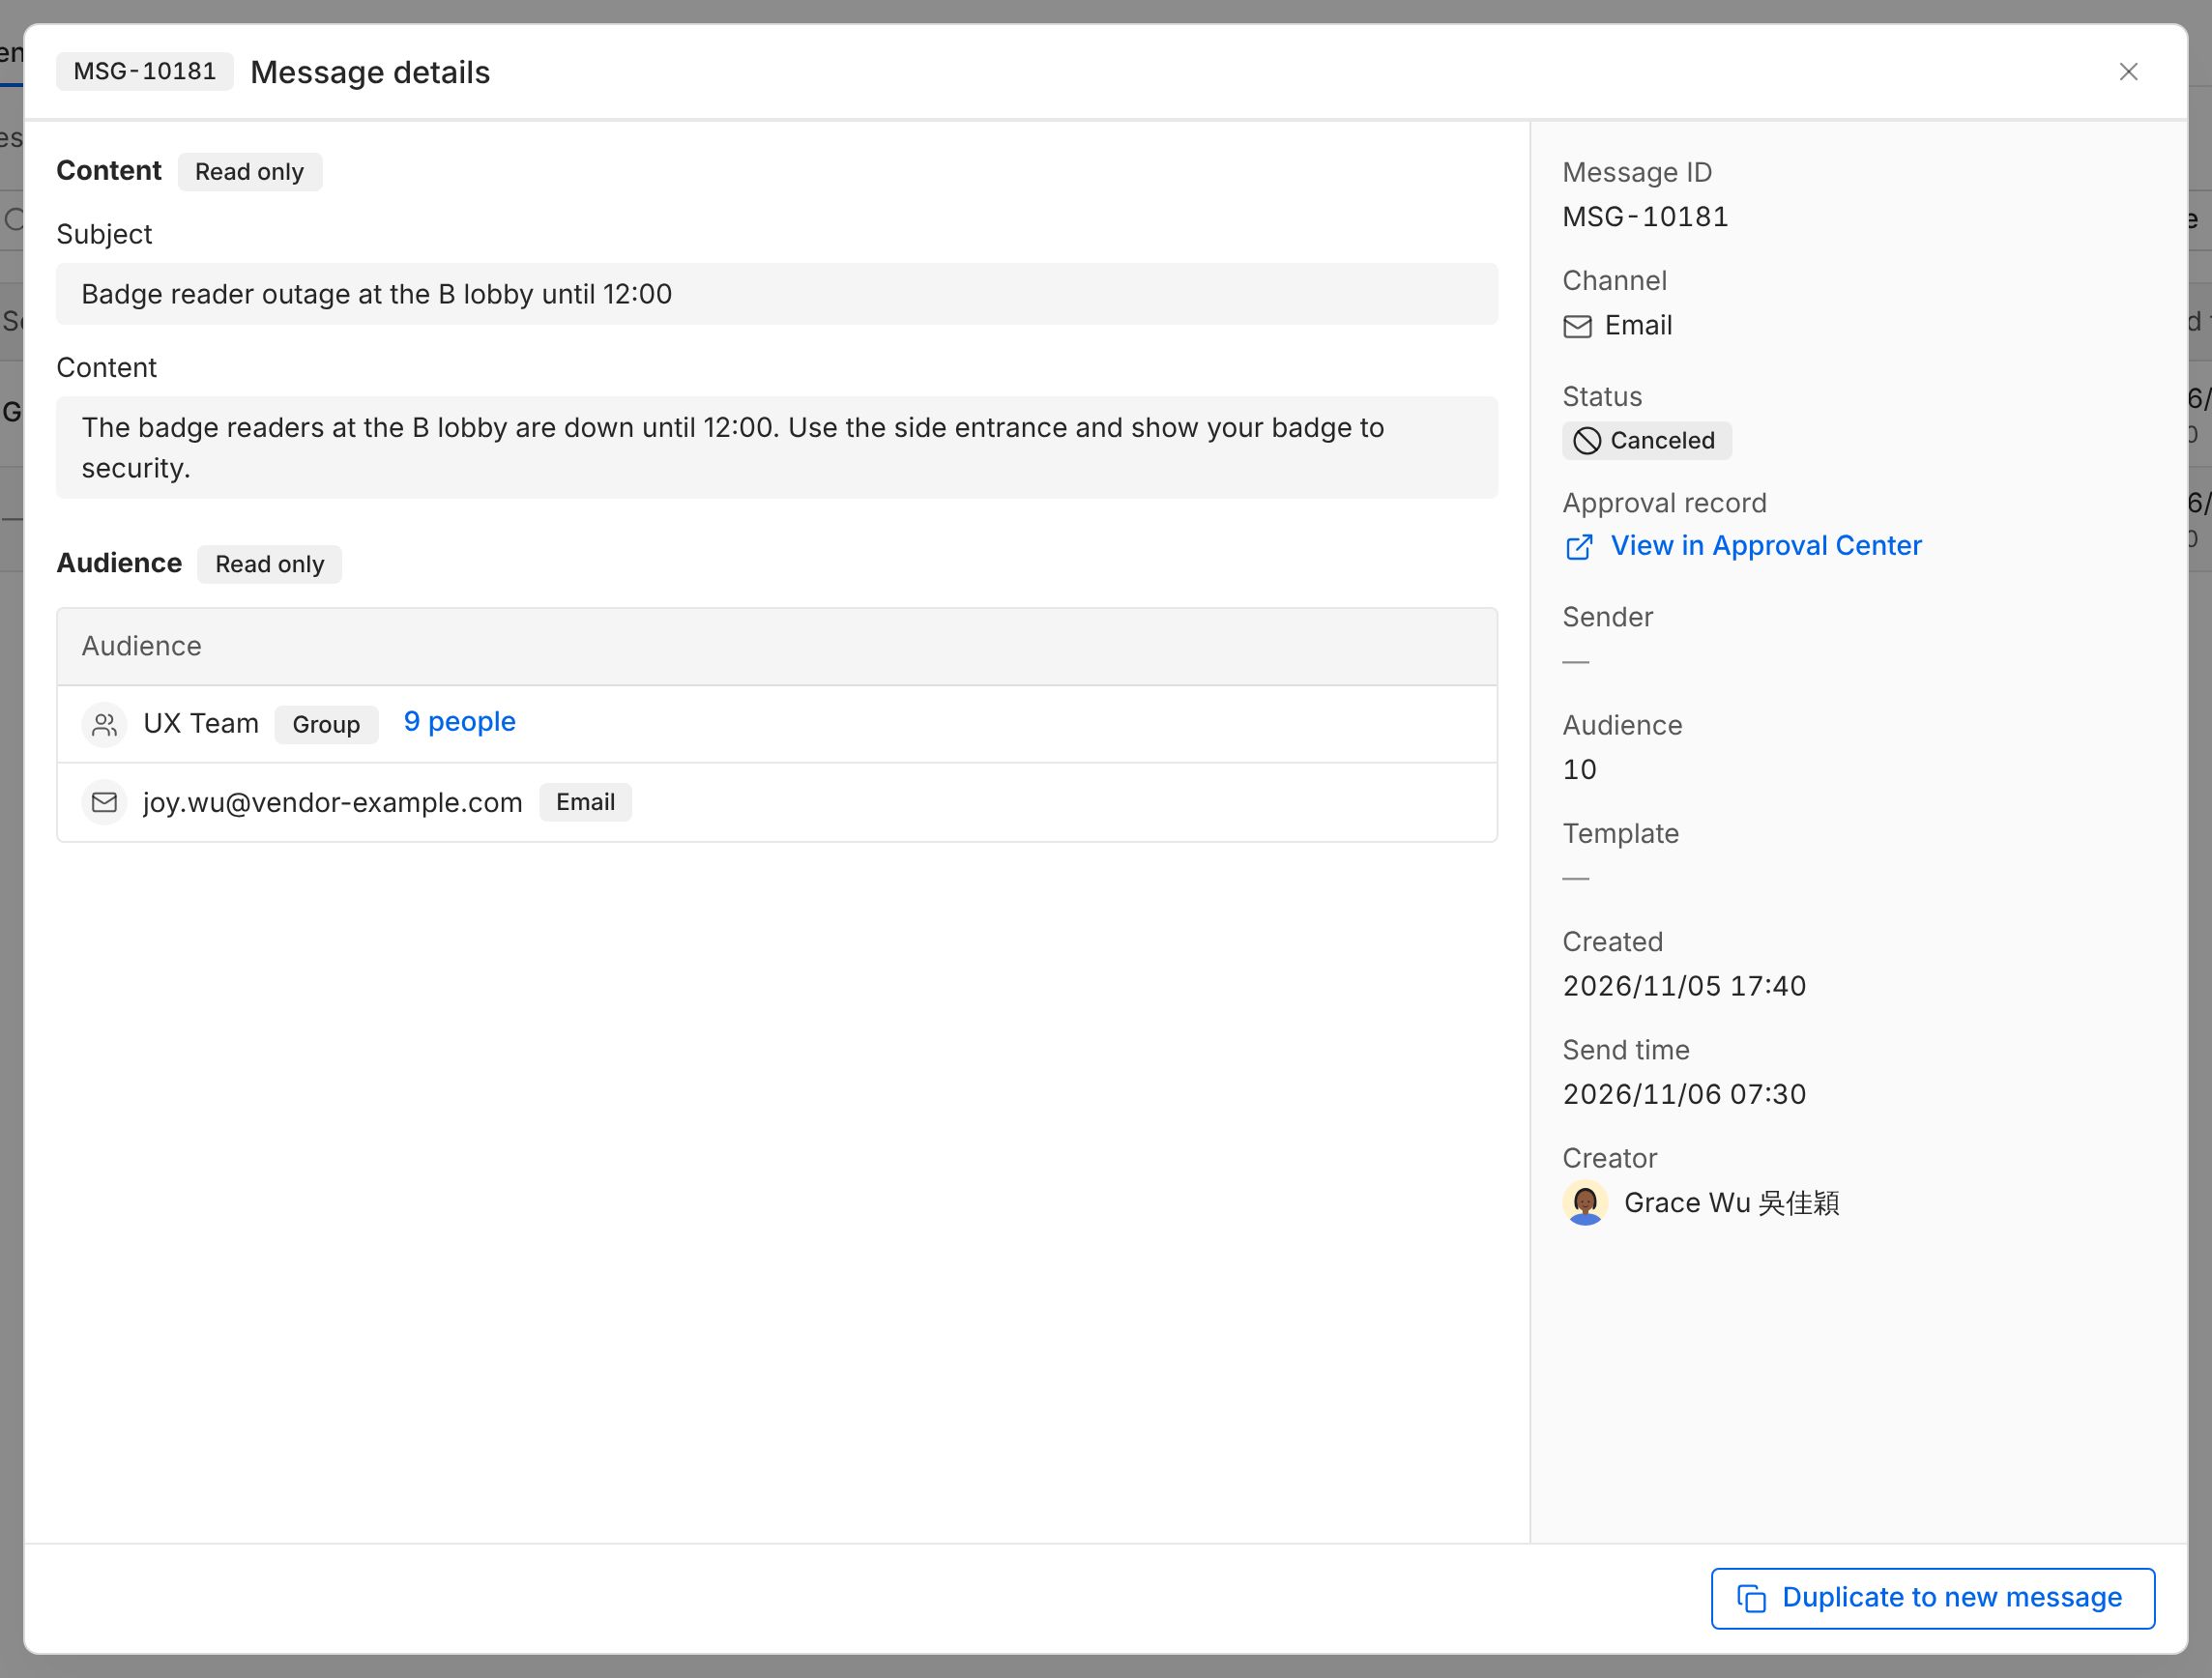 MSG-10181 Message details
Content Read only
Subject
Badge reader outage at the B lobby until 12:00
Content
The badge readers at the B lobby are down until 12:00. Use the side entrance and show your badge to
security.
Audience Read only
Audience
UX Team Group 9 people
joy.wu@vendor-example.com Email
Message ID
MSG-10181
Channel
Email
Status
Canceled
Approval record
View in Approval Center
Sender
—
Audience
10
Template
—
Created
2026/11/05 17:40
Send time
2026/11/06 07:30
Creator
Grace Wu 吳佳穎
Duplicate to new message